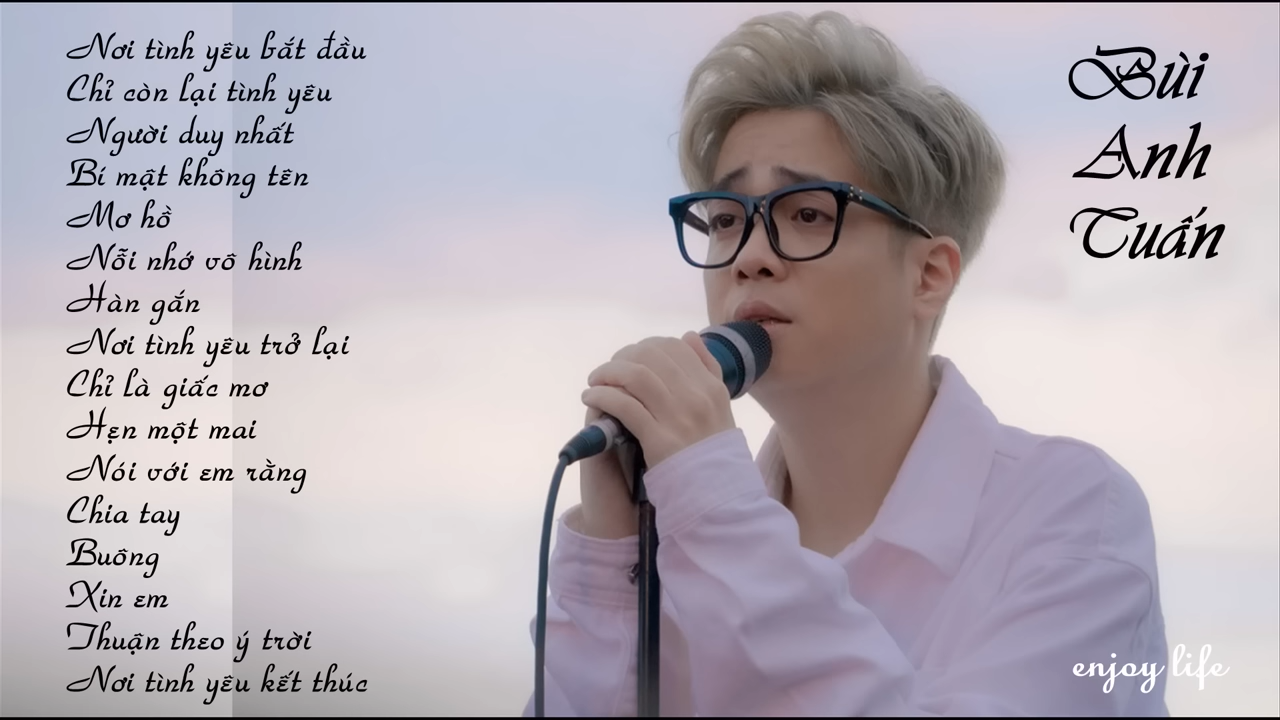 Nơi tình yêu bắt đầu
Chỉ còn lại tình yêu
Người duy nhất
Bí mật không tên
Mơ hồ
Nỗi nhớ vô hình
Hàn gắn
Nơi tình yêu trở lại
Chỉ là giấc mơ
Hẹn một mai
Nói với em rằng
Chia tay
Buông
Xin em
Thuận theo ý trời
Nơi tình yêu kết thúc
Bùi
Anh
Tuấn
enjoy life